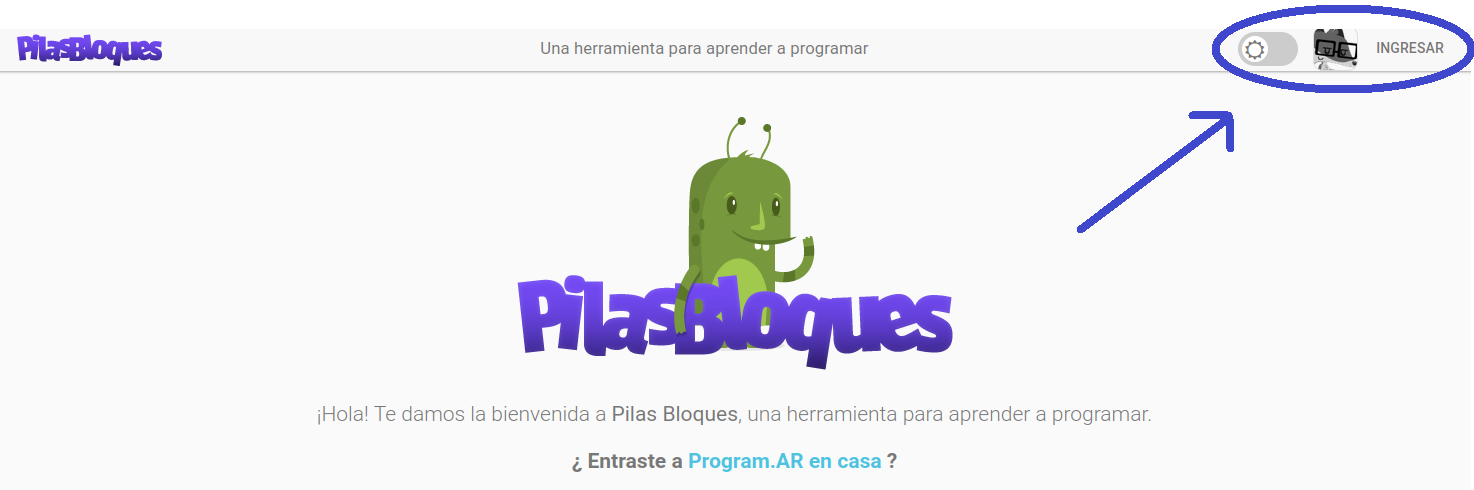 PilasBloques
Una herramienta para aprender a programar
INGRESAR
PilasBloques
¡Hola! Te damos la bienvenida a Pilas Bloques, una herramienta para aprender a programar.
¿ Entraste a Program.AR en casa ?